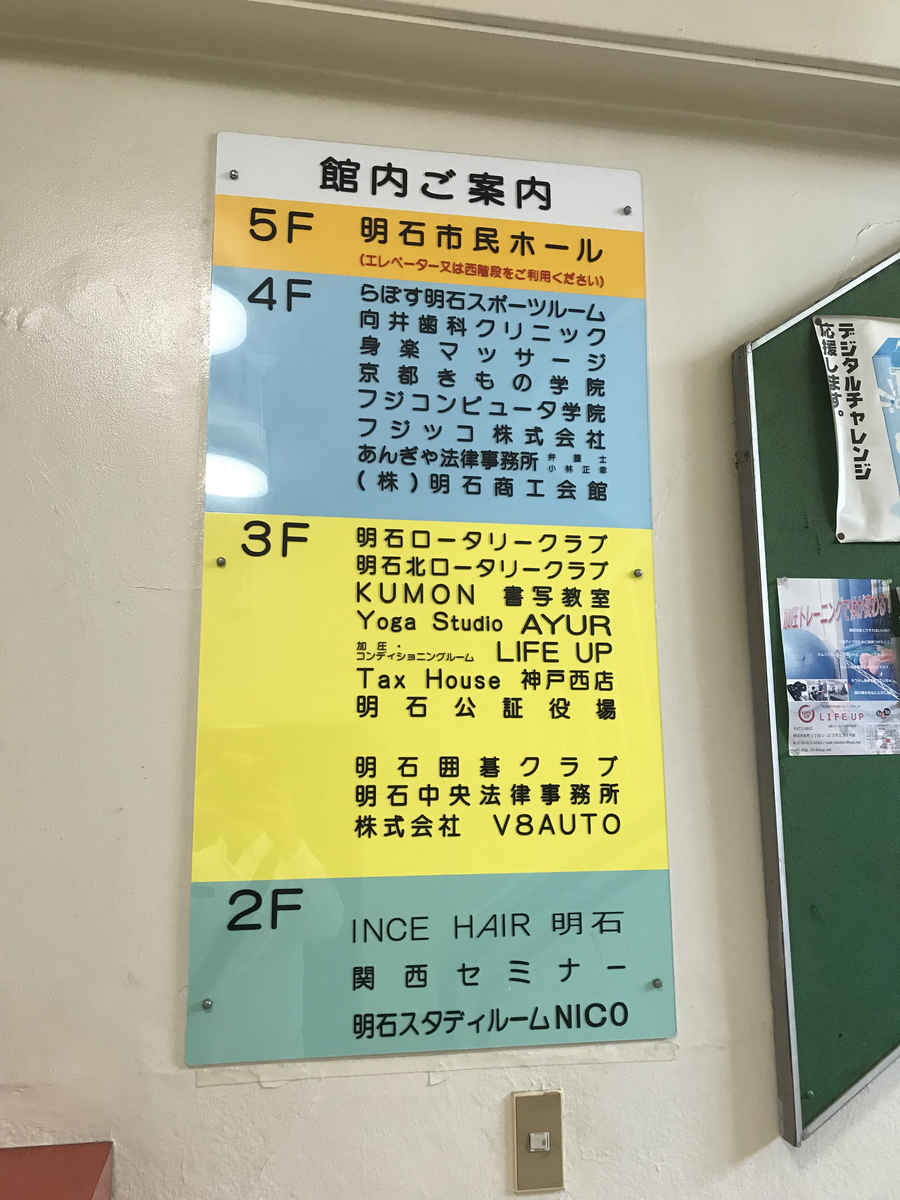 館内ご案内
5F 明石市民ホール
(エレベーター又は西階段をご利用ください)
4F らぽす明石スポーツルーム
向井歯科クリニック
身楽マッサージ
京都きもの学院
フジコンピュータ学院
フジッコ株式会社
あんぎゃ法律事務所 弁護士 小林正幸
(株)明石商工会館
3F 明石ロータリークラブ
明石北ロータリークラブ
KUMON 書写教室
Yoga Studio AYUR
加圧・コンディショニングルーム LIFE UP
Tax House 神戸西店
明石公証役場
明石囲碁クラブ
明石中央法律事務所
株式会社 V8AUTO
2F INCE HAIR 明石
関西セミナー
明石スタディルームNICO
デジタルチャレンジ
応援します。
加圧トレーニングで
LIFE UP